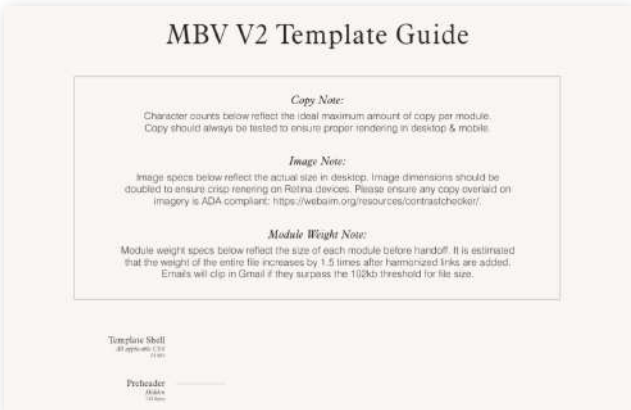 MBV V2 Template Guide
Copy Note:
Character counts below reflect the ideal maximum amount of copy per module.
Copy should always be tested to ensure proper rendering in desktop & mobile.
Image Note:
Image specs below reflect the actual size in desktop. Image dimensions should be
doubled to ensure crisp renering on Retina devices. Please ensure any copy overlaid on
imagery is ADA compliant: https://webaim.org/resources/contrastchecker/.
Module Weight Note:
Module weight specs below reflect the size of each module before handoff. It is estimated
that the weight of the entire file increases by 1.5 times after harmonized links are added.
Emails will clip in Gmail if they surpass the 102kb threshold for file size.
Template Shell
All applicable CSS
Preheader
Hidden